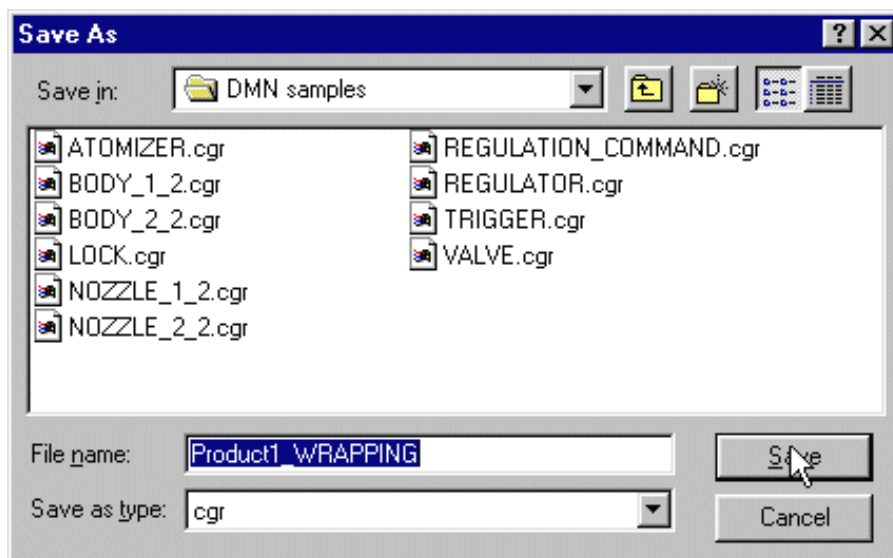 Save As
Save in: DMN samples
ATOMIZER.cgr
BODY_1_2.cgr
BODY_2_2.cgr
LOCK.cgr
NOZZLE_1_2.cgr
NOZZLE_2_2.cgr
REGULATION_COMMAND.cgr
REGULATOR.cgr
TRIGGER.cgr
VALVE.cgr
File name: Product1_WRAPPING
Save
Save as type: cgr
Cancel